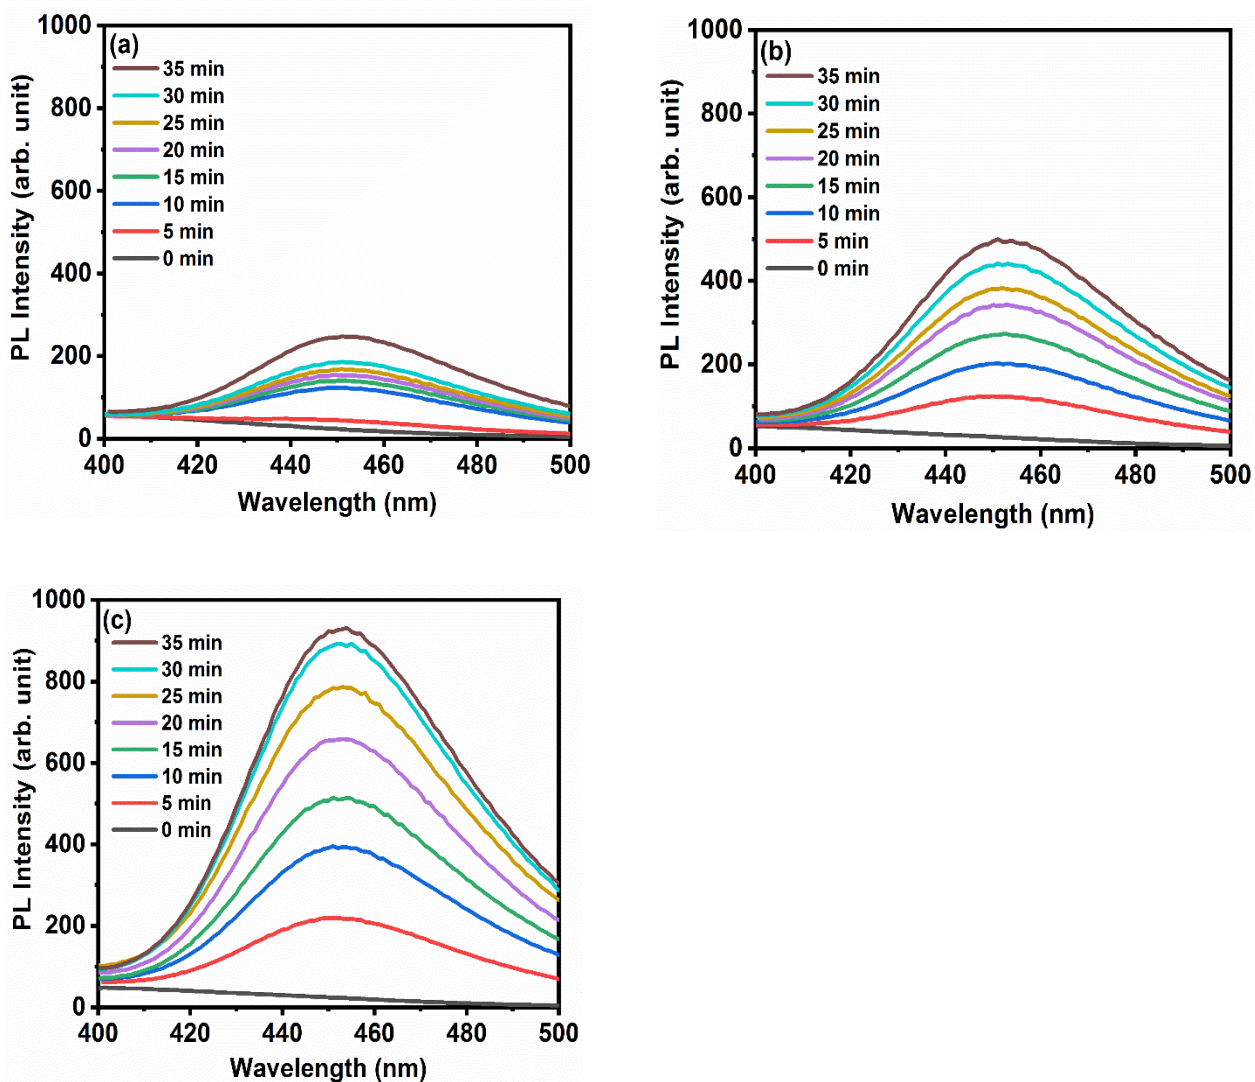 (a)
1000
800
600
400
200
0
PL Intensity (arb. unit)
35 min
30 min
25 min
20 min
15 min
10 min
5 min
0 min
400 420 440 460 480 500
Wavelength (nm)
(b)
1000
800
600
400
200
0
PL Intensity (arb. unit)
35 min
30 min
25 min
20 min
15 min
10 min
5 min
0 min
400 420 440 460 480 500
Wavelength (nm)
(c)
1000
800
600
400
200
0
PL Intensity (arb. unit)
35 min
30 min
25 min
20 min
15 min
10 min
5 min
0 min
400 420 440 460 480 500
Wavelength (nm)